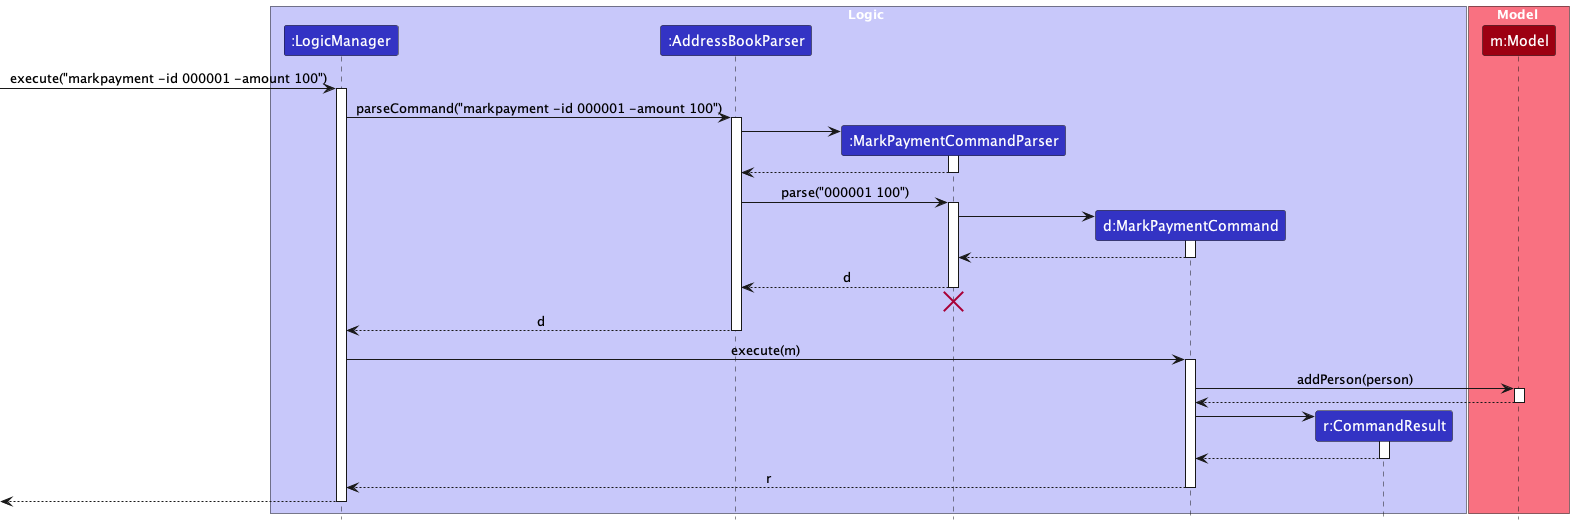 Logic
Model
:LogicManager
:AddressBookParser
m:Model
execute("markpayment -id 000001 -amount 100")
parseCommand("markpayment -id 000001 -amount 100")
:MarkPaymentCommandParser
parse("000001 100")
d:MarkPaymentCommand
d
d
execute(m)
addPerson(person)
r:CommandResult
r